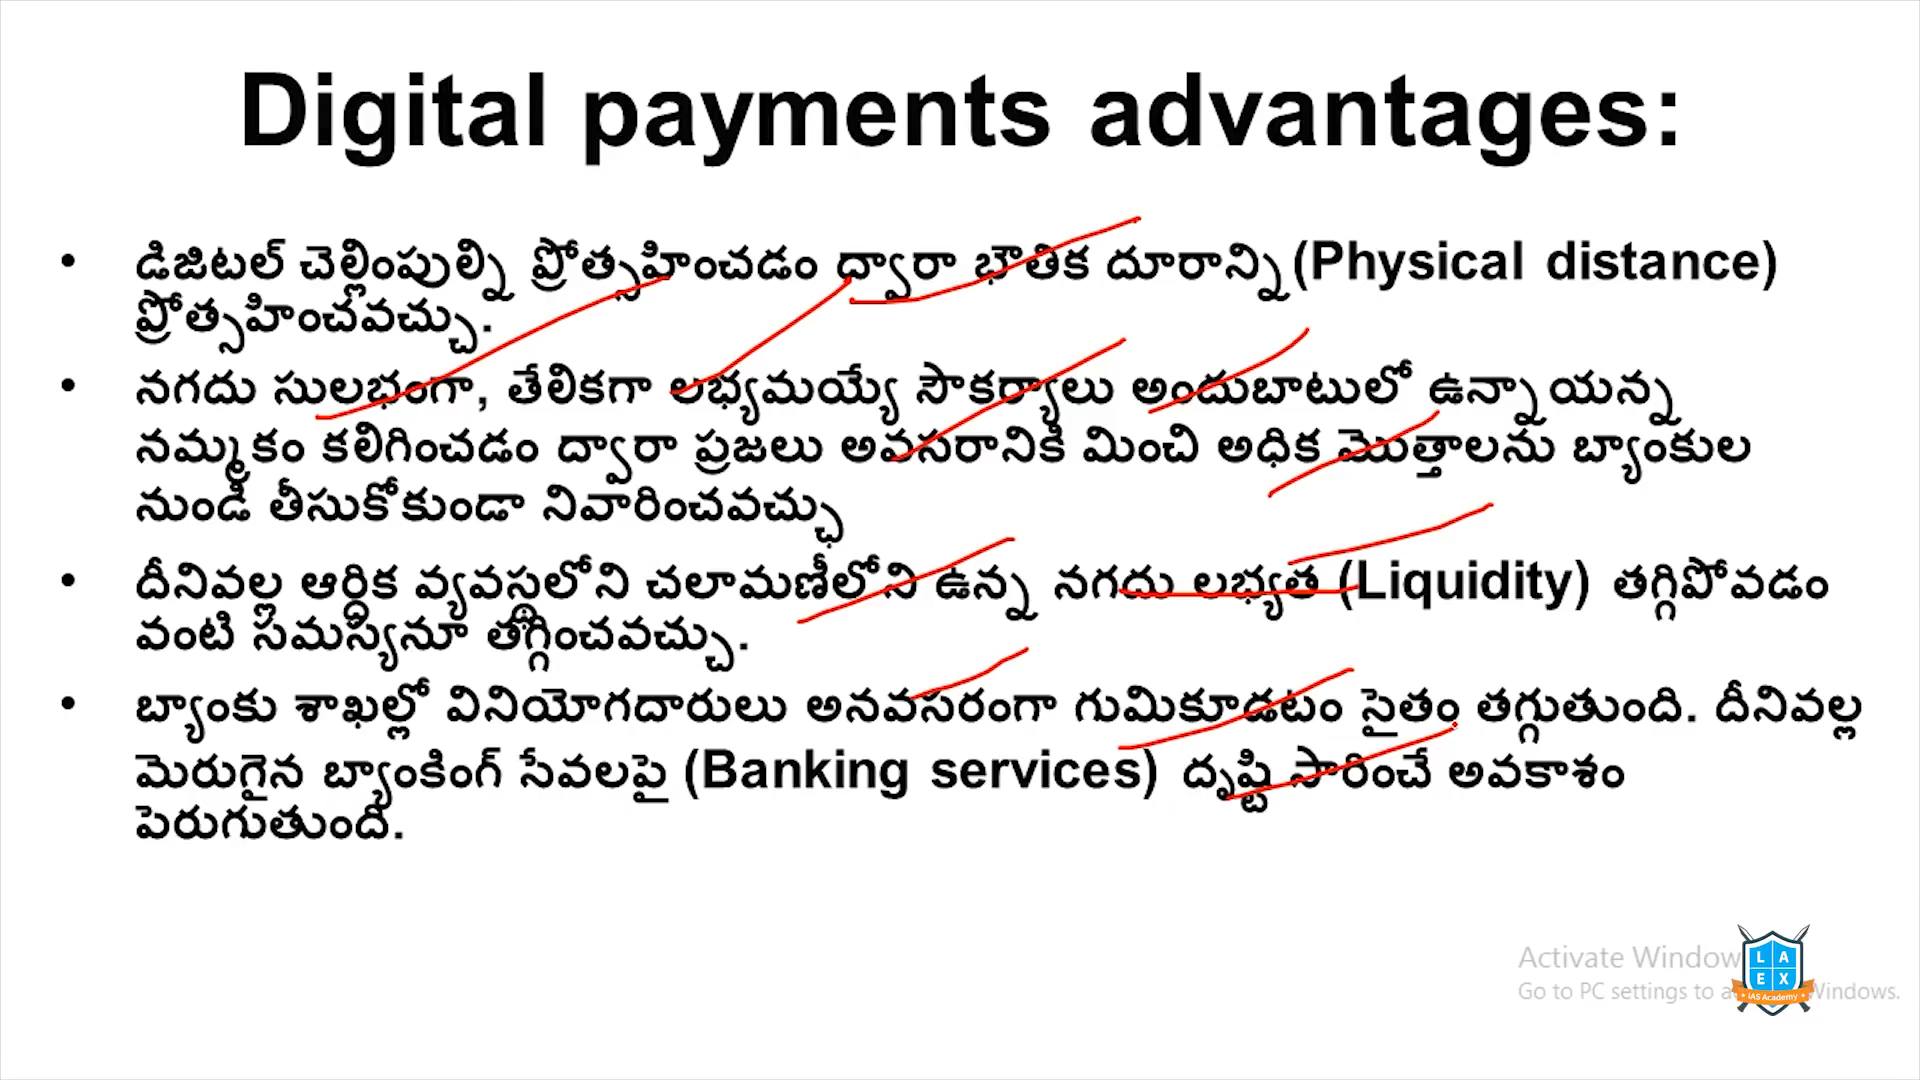 Digital payments advantages:
• డిజిటల్ చెల్లింపుల్ని ప్రోత్సహించడం ద్వారా భౌతిక దూరాన్ని(Physical distance)
ప్రోత్సహించవచ్చు.
• నగదు సులభంగా, తేలికగా లభ్యమయ్యే సౌకర్యాలు అందుబాటులో ఉన్నాయన్న
నమ్మకం కలిగించడం ద్వారా ప్రజలు అవసరానికి మించి అధిక మొత్తాలను బ్యాంకుల
నుండి తీసుకోకుండా నివారించవచ్ఛు
• దీనివల్ల ఆర్ధిక వ్యవస్థలోని చలామణీలోని ఉన్న నగదు లభ్యత (Liquidity) తగ్గిపోవడం
వంటి సమస్యనూ తగ్గించవచ్చు.
• బ్యాంకు శాఖల్లో వినియోగదారులు అనవసరంగా గుమికూడటం సైతం తగ్గుతుంది. దీనివల్ల
మెరుగైన బ్యాంకింగ్ సేవలపై (Banking services) దృష్టి సారించే అవకాశం
పెరుగుతుంది.
Activate Window
Go to PC settings to a Windows.
L A
E X
IAS Academy